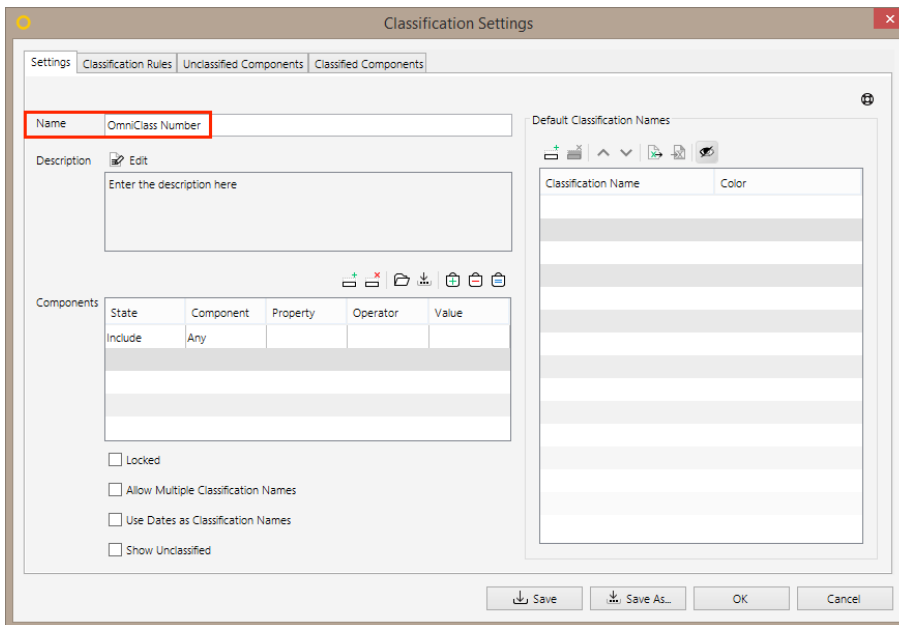 Classification Settings
Settings Classification Rules Unclassified Components Classified Components
Name OmniClass Number
Description Edit
Enter the description here
Components
State Component Property Operator Value
Include Any
Locked
Allow Multiple Classification Names
Use Dates as Classification Names
Show Unclassified
Default Classification Names
Classification Name Color
Save Save As... OK Cancel